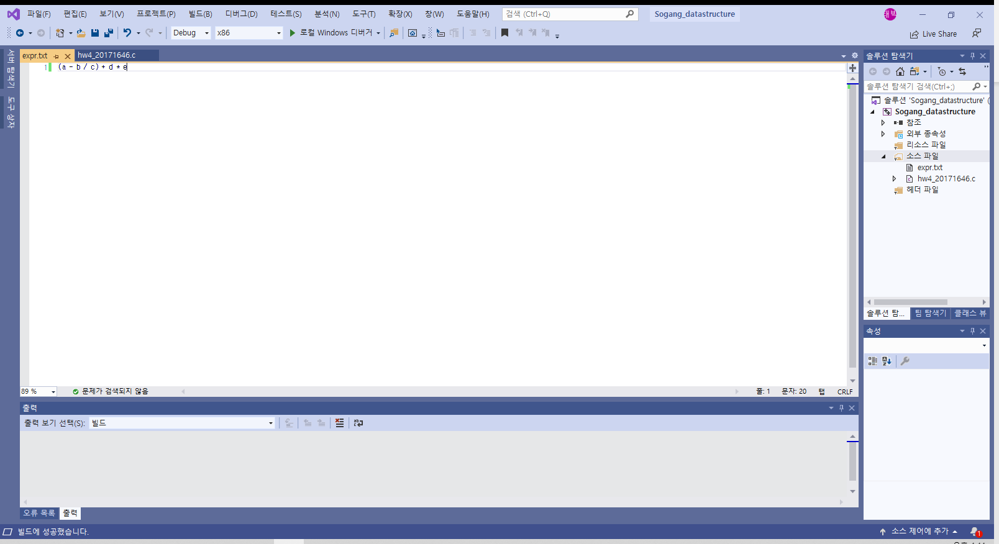 파일(F) 편집(E) 보기(V) 프로젝트(P) 빌드(B) 디버그(D) 테스트(S) 분석(N) 도구(T) 확장(X) 창(W) 도움말(H) 검색 (Ctrl+Q) Sogang_datastructure
Debug x86 로컬 Windows 디버거 Live Share
서버 탐색기
도구 상자
expr.txt hw4_20171646.c
1 (a - b / c) + d * e
89 % 문제가 검색되지 않음 줄: 1 문자: 20 탭 CRLF
출력
출력 보기 선택(S): 빌드
오류 목록 출력
솔루션 탐색기
솔루션 탐색기 검색(Ctrl+;)
솔루션 'Sogang_datastructure' (
Sogang_datastructure
참조
외부 종속성
리소스 파일
소스 파일
expr.txt
hw4_20171646.c
헤더 파일
솔루션 탐... 팀 탐색기 클래스 뷰
속성
빌드에 성공했습니다. 소스 제어에 추가 1